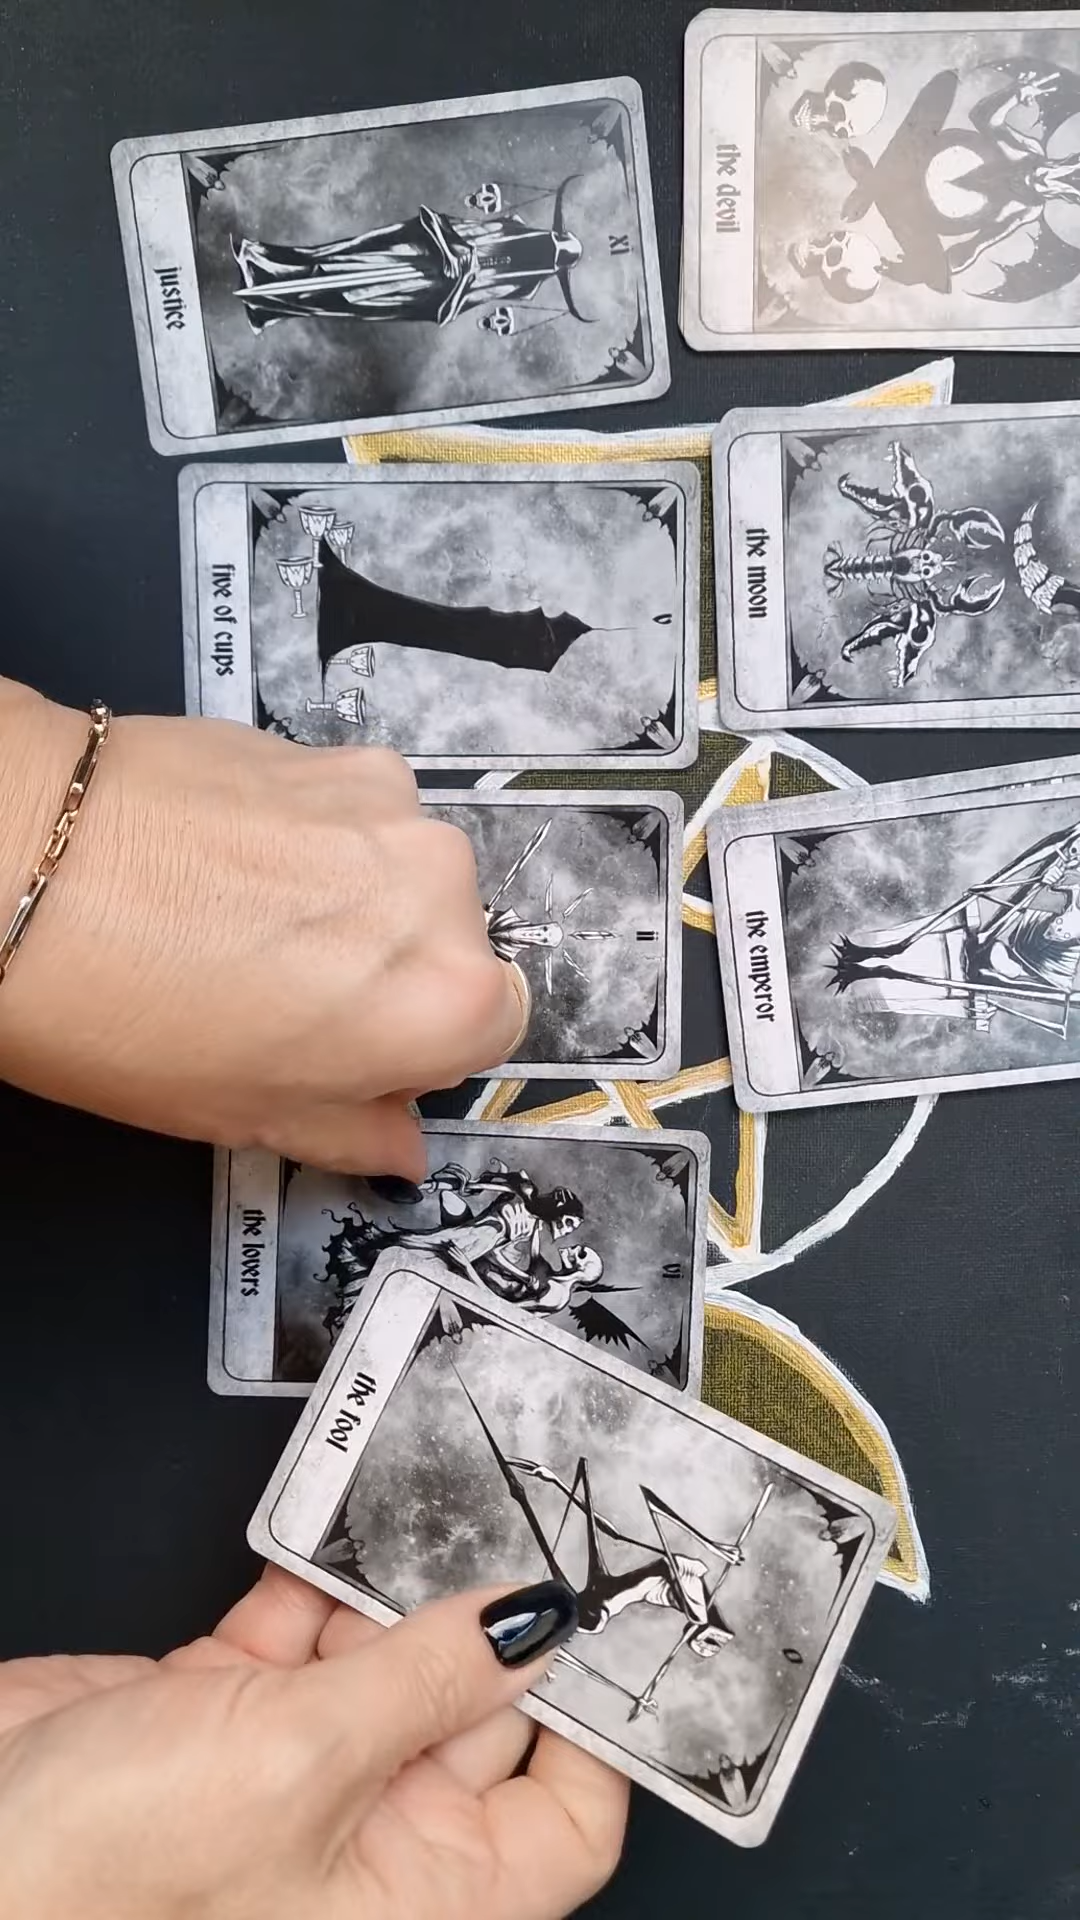 the devil
xi
justice
the moon
v
five of cups
the emperor
ii
vi
the lovers
0
the fool